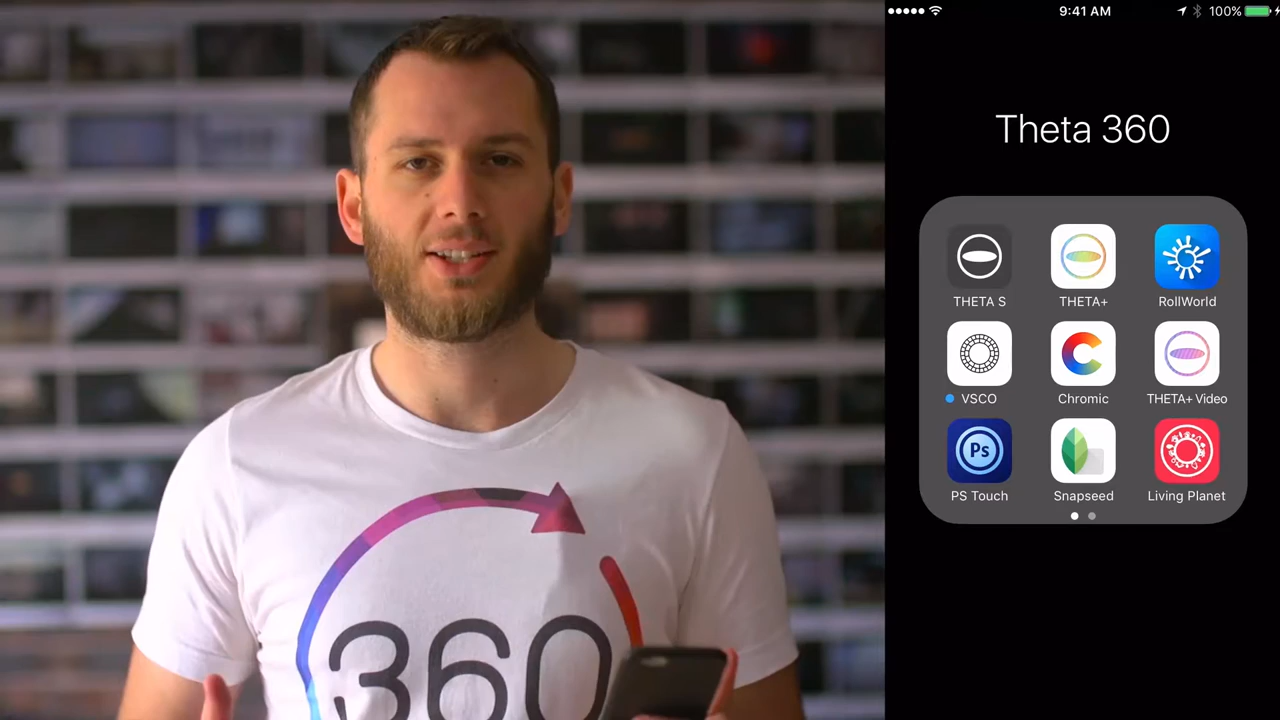 360
9:41 AM
100%
Theta 360
THETA S
THETA+
RollWorld
VSCO
Chromic
THETA+ Video
Ps
PS Touch
Snapseed
Living Planet